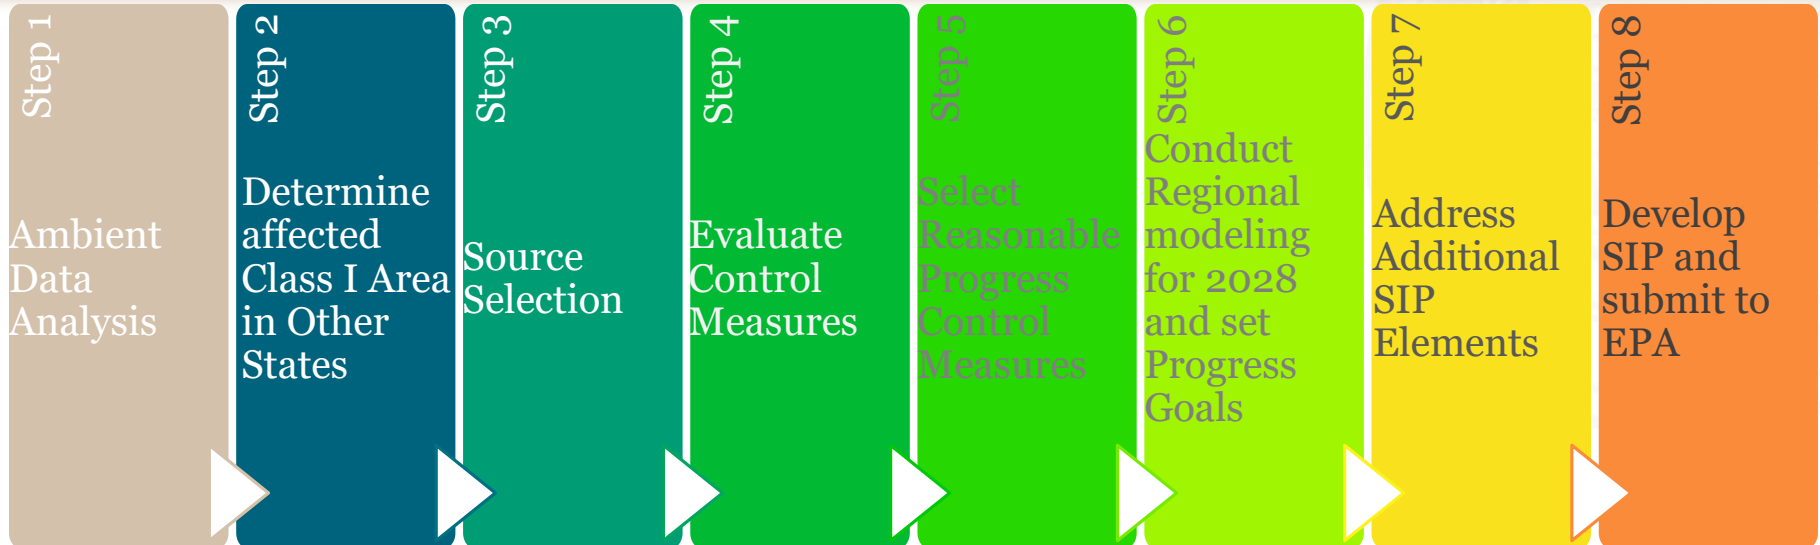 Step 1
Ambient
Data
Analysis
Step 2
Determine
affected
Class I Area
in Other
States
Step 3
Source
Selection
Step 4
Evaluate
Control
Measures
Step 5
Select
Reasonable
Progress
Control
Measures
Step 6
Conduct
Regional
modeling
for 2028
and set
Progress
Goals
Step 7
Address
Additional
SIP
Elements
Step 8
Develop
SIP and
submit to
EPA